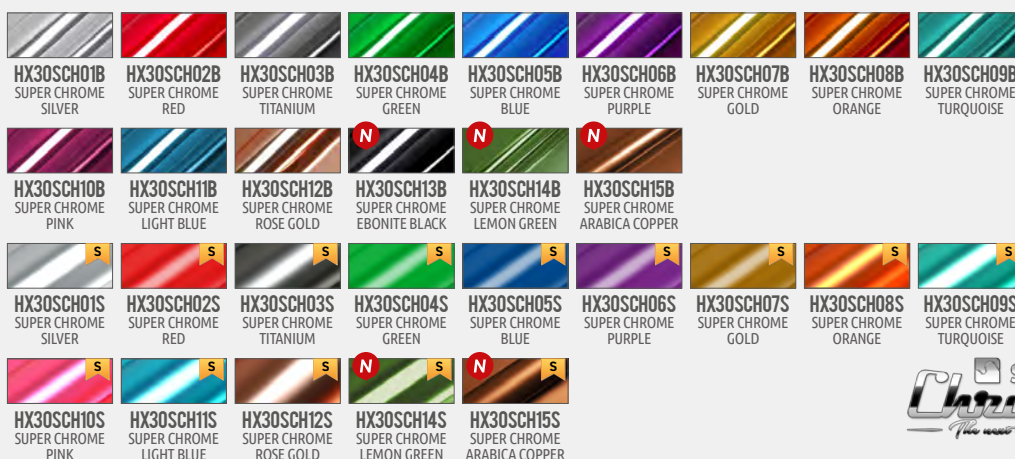 HX30SCH01B HX30SCH02B HX30SCH03B HX30SCH04B HX30SCH05B HX30SCH06B HX30SCH07B HX30SCH08B HX30SCH09B
SUPER CHROME SUPER CHROME SUPER CHROME SUPER CHROME SUPER CHROME SUPER CHROME SUPER CHROME SUPER CHROME SUPER CHROME
SILVER RED TITANIUM GREEN BLUE PURPLE GOLD ORANGE TURQUOISE
N N N
HX30SCH10B HX30SCH11B HX30SCH12B HX30SCH13B HX30SCH14B HX30SCH15B
SUPER CHROME SUPER CHROME SUPER CHROME SUPER CHROME SUPER CHROME SUPER CHROME
PINK LIGHT BLUE ROSE GOLD EBONITE BLACK LEMON GREEN ARABICA COPPER
S S S S S S S S S
HX30SCH01S HX30SCH02S HX30SCH03S HX30SCH04S HX30SCH05S HX30SCH06S HX30SCH07S HX30SCH08S HX30SCH09S
SUPER CHROME SUPER CHROME SUPER CHROME SUPER CHROME SUPER CHROME SUPER CHROME SUPER CHROME SUPER CHROME SUPER CHROME
SILVER RED TITANIUM GREEN BLUE PURPLE GOLD ORANGE TURQUOISE
S S S N S N S
HX30SCH10S HX30SCH11S HX30SCH12S HX30SCH14S HX30SCH15S
SUPER CHROME SUPER CHROME SUPER CHROME SUPER CHROME SUPER CHROME
PINK LIGHT BLUE ROSE GOLD LEMON GREEN ARABICA COPPER
The next